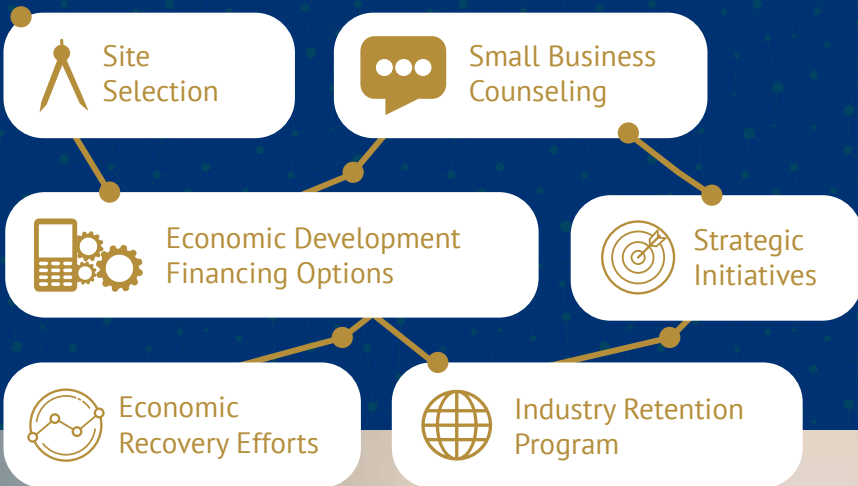 Site
Selection
Small Business
Counseling
Economic Development
Financing Options
Strategic
Initiatives
Economic
Recovery Efforts
Industry Retention
Program